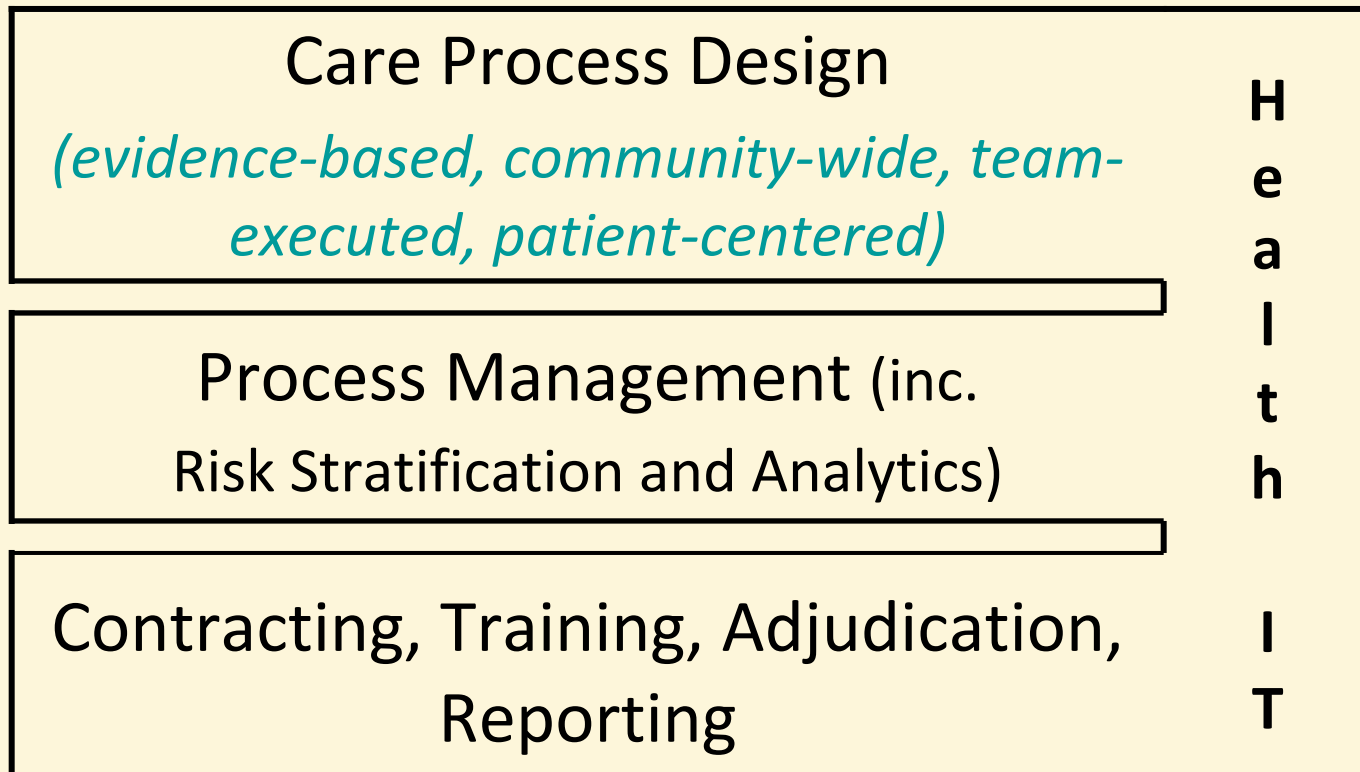 Care Process Design
(evidence-based, community-wide, team-
executed, patient-centered)
Process Management (inc.
Risk Stratification and Analytics)
Contracting, Training, Adjudication,
Reporting
H
e
a
l
t
h
I
T